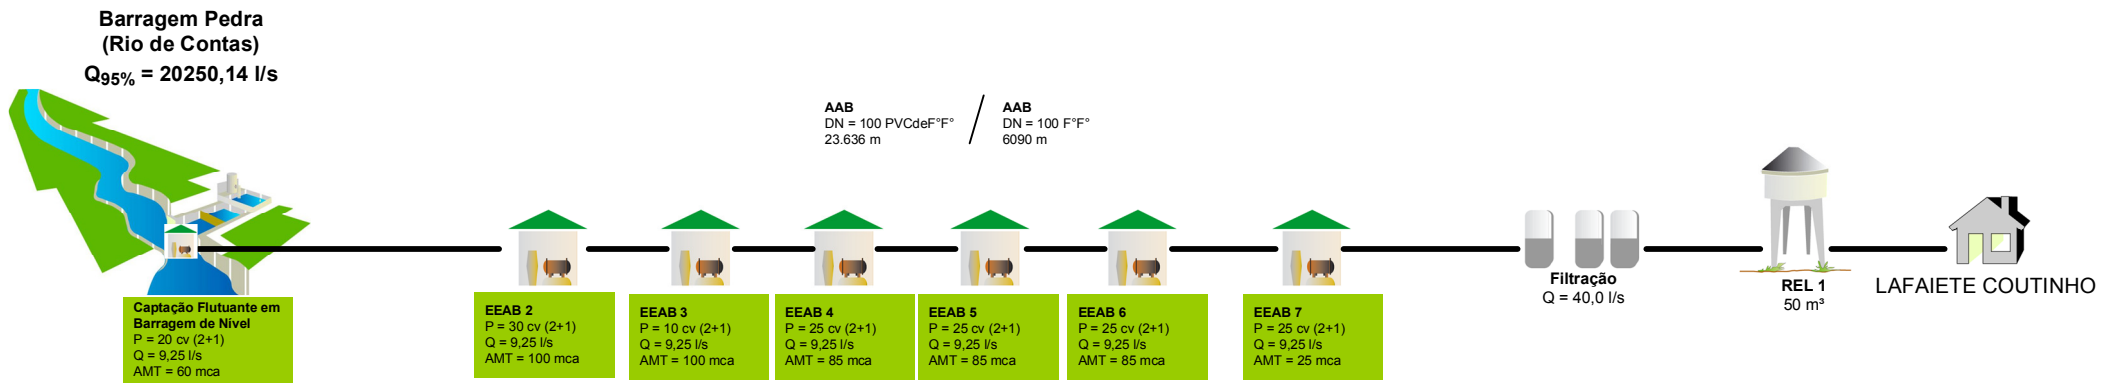 Barragem Pedra
(Rio de Contas)
Q95% = 20250,14 l/s
AAB
DN = 100 PVCdeF°F°
23.636 m
AAB
DN = 100 F°F°
6090 m
Captação Flutuante em
Barragem de Nível
P = 20 cv (2+1)
Q = 9,25 l/s
AMT = 60 mca
EEAB 2
P = 30 cv (2+1)
Q = 9,25 l/s
AMT = 100 mca
EEAB 3
P = 10 cv (2+1)
Q = 9,25 l/s
AMT = 100 mca
EEAB 4
P = 25 cv (2+1)
Q = 9,25 l/s
AMT = 85 mca
EEAB 5
P = 25 cv (2+1)
Q = 9,25 l/s
AMT = 85 mca
EEAB 6
P = 25 cv (2+1)
Q = 9,25 l/s
AMT = 85 mca
EEAB 7
P = 25 cv (2+1)
Q = 9,25 l/s
AMT = 25 mca
Filtração
Q = 40,0 l/s
REL 1
50 m³
LAFAIETE COUTINHO